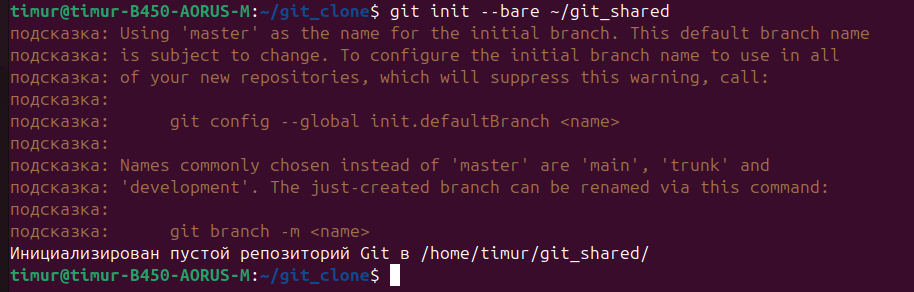 timur@timur-B450-AORUS-M:~/git_clone$ git init --bare ~/git_shared
подсказка: Using 'master' as the name for the initial branch. This default branch name
подсказка: is subject to change. To configure the initial branch name to use in all
подсказка: of your new repositories, which will suppress this warning, call:
подсказка:
подсказка:      git config --global init.defaultBranch <name>
подсказка:
подсказка: Names commonly chosen instead of 'master' are 'main', 'trunk' and
подсказка: 'development'. The just-created branch can be renamed via this command:
подсказка:
подсказка:      git branch -m <name>
Инициализирован пустой репозиторий Git в /home/timur/git_shared/
timur@timur-B450-AORUS-M:~/git_clone$